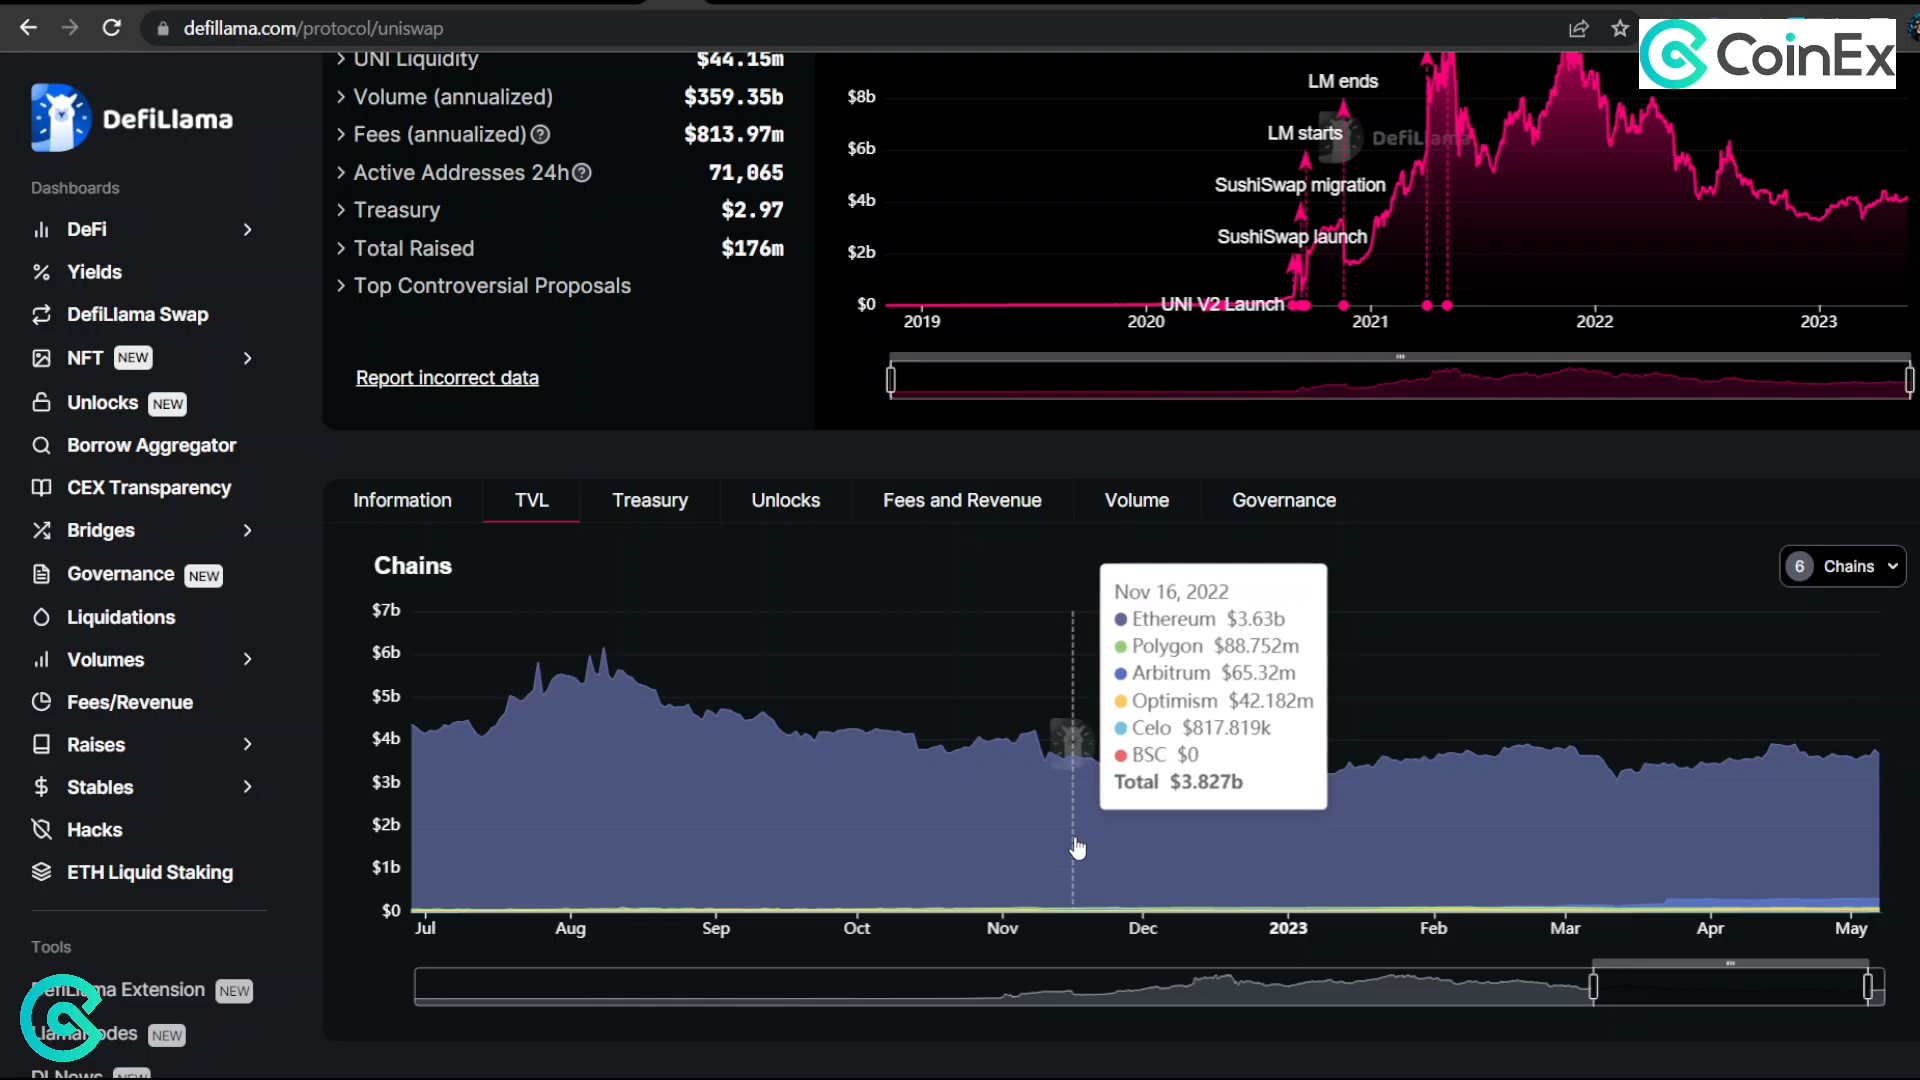 defillama.com/protocol/uniswap
CoinEx
DefiLlama
Dashboards
DeFi
Yields
DefiLlama Swap
NFT NEW
Unlocks NEW
Borrow Aggregator
CEX Transparency
Bridges
Governance NEW
Liquidations
Volumes
Fees/Revenue
Raises
Stables
Hacks
ETH Liquid Staking
Tools
DefiLlama Extension NEW
LlamaNodes NEW
DL News NEW
UNI Liquidity $44.15m
Volume (annualized) $359.35b
Fees (annualized) ? $813.97m
Active Addresses 24h ? 71,065
Treasury $2.97
Total Raised $176m
Top Controversial Proposals
Report incorrect data
$8b
$6b
$4b
$2b
$0
LM ends
LM starts
DefiLlama
SushiSwap migration
SushiSwap launch
UNI V2 Launch
2019 2020 2021 2022 2023
Information TVL Treasury Unlocks Fees and Revenue Volume Governance
Chains
6 Chains
$7b
$6b
$5b
$4b
$3b
$2b
$1b
$0
Nov 16, 2022
Ethereum $3.63b
Polygon $88.752m
Arbitrum $65.32m
Optimism $42.182m
Celo $817.819k
BSC $0
Total $3.827b
Jul Aug Sep Oct Nov Dec 2023 Feb Mar Apr May